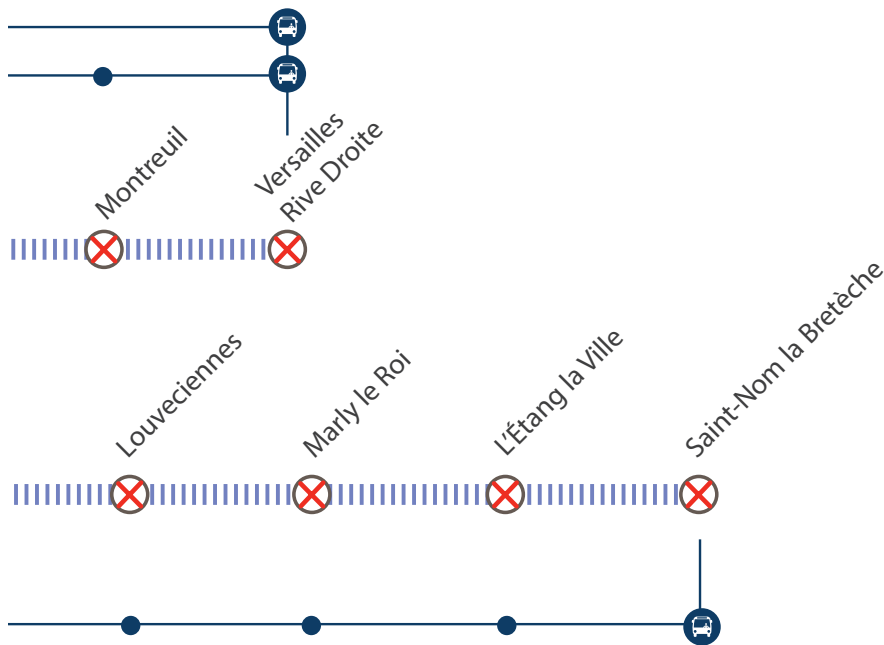 Montreuil
Versailles
Rive Droite
Louveciennes
Marly le Roi
L'Étang la Ville
Saint-Nom la Bretèche